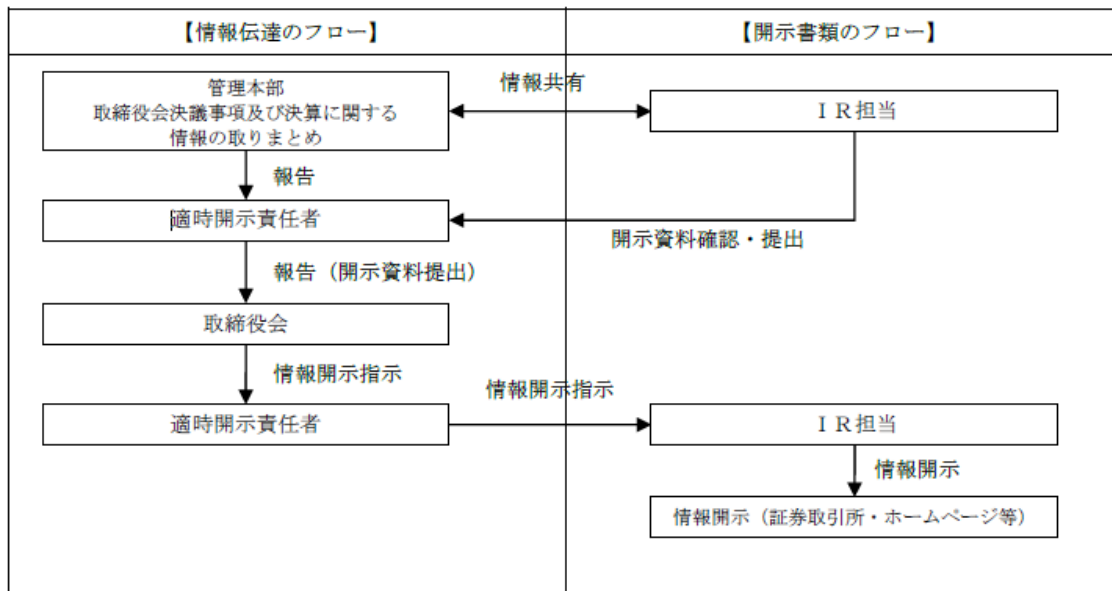 【情報伝達のフロー】
【開示書類のフロー】
管理本部
取締役会決議事項及び決算に関する
情報の取りまとめ
情報共有
ＩＲ担当
報告
適時開示責任者
開示資料確認・提出
報告（開示資料提出）
取締役会
情報開示指示
情報開示指示
適時開示責任者
ＩＲ担当
情報開示
情報開示（証券取引所・ホームページ等）